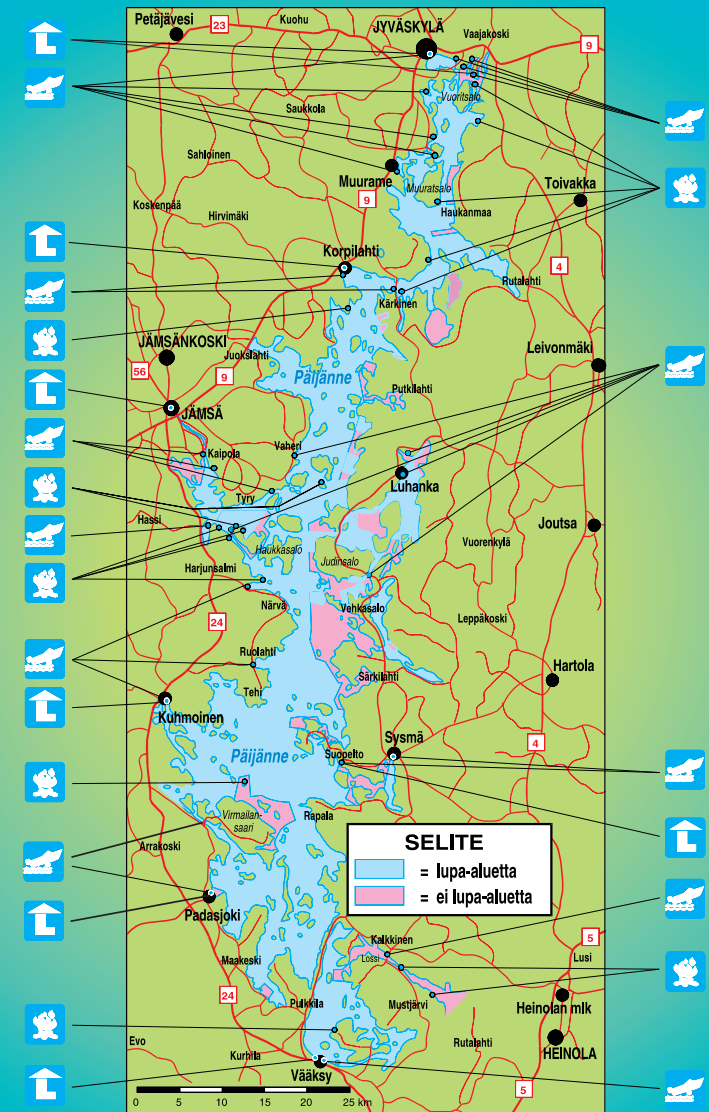 Petäjävesi
23
Kuohu
JYVÄSKYLÄ
Vaajakoski
9
Vuoritsalo
Saukkola
Sahloinen
Muurame
Muuratsalo
Toivakka
Koskenpää
Hirvimäki
9
Haukanmaa
Korpilahti
4
Rutalahti
Kärkinen
JÄMSÄNKOSKI
Juokslahti
Leivonmäki
56
9
Päijänne
Putkilahti
JÄMSÄ
Vaheri
Kaipola
Luhanka
Tyry
Hassi
Joutsa
Haukkasalo
Judinsalo
Vuorenkylä
Harjunsalmi
Närvä
Vehkasalo
Leppäkoski
24
Ruolahti
Särkilahti
Hartola
Tehi
Kuhmoinen
Sysmä
4
Päijänne
Suopelto
Virmailan-
saari
Rapala
Arrakoski
SELITE
= lupa-aluetta
= ei lupa-aluetta
Padasjoki
Kalkkinen
5
Lossi
Lusi
Maakeski
24
Pulkkila
Mustjärvi
Heinolan mlk
Evo
Kurhila
Rutalahti
HEINOLA
Vääksy
5
0 5 10 15 20 25 km